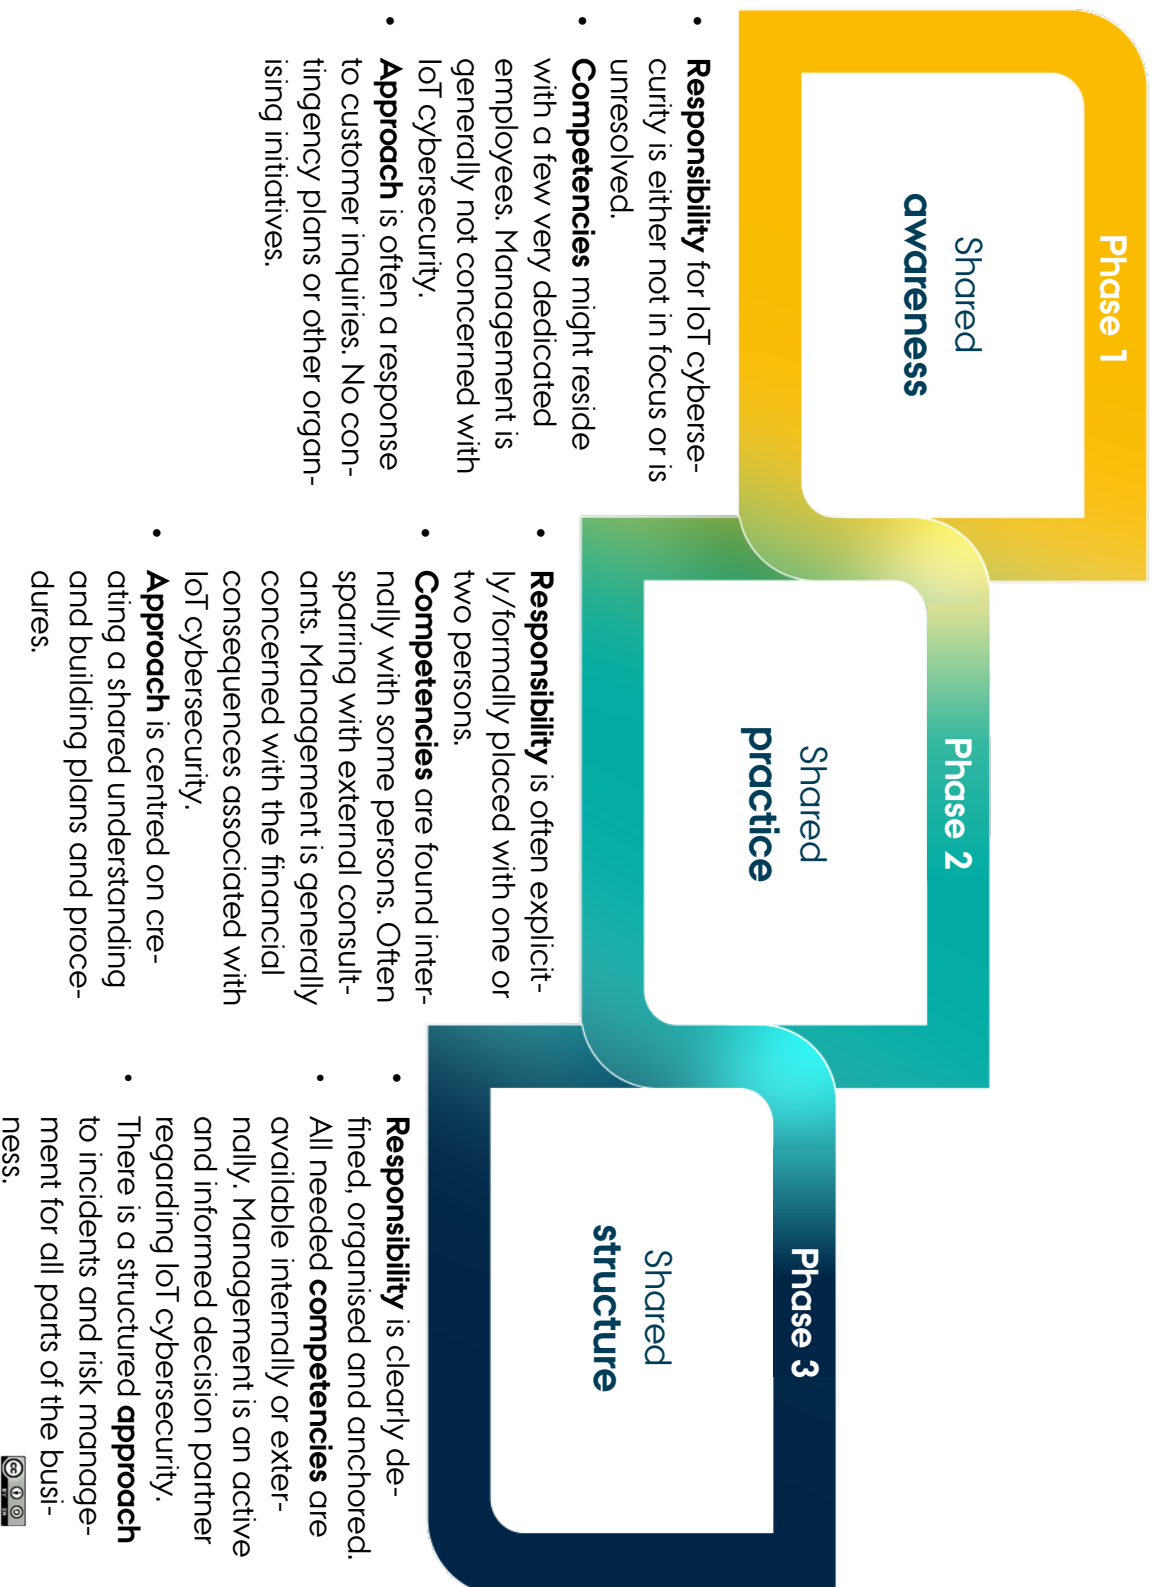 Phase 1
Shared
awareness
• Responsibility for IoT cyberse-
curity is either not in focus or is
unresolved.
• Competencies might reside
with a few very dedicated
employees. Management is
generally not concerned with
IoT cybersecurity.
• Approach is often a response
to customer inquiries. No con-
tingency plans or other organ-
ising initiatives.
Phase 2
Shared
practice
• Responsibility is often explicit-
ly/formally placed with one or
two persons.
• Competencies are found inter-
nally with some persons. Often
sparring with external consult-
ants. Management is generally
concerned with the financial
consequences associated with
IoT cybersecurity.
• Approach is centred on cre-
ating a shared understanding
and building plans and proce-
dures.
Phase 3
Shared
structure
• Responsibility is clearly de-
fined, organised and anchored.
• All needed competencies are
available internally or exter-
nally. Management is an active
and informed decision partner
regarding IoT cybersecurity.
• There is a structured approach
to incidents and risk manage-
ment for all parts of the busi-
ness.
cc
BY SA